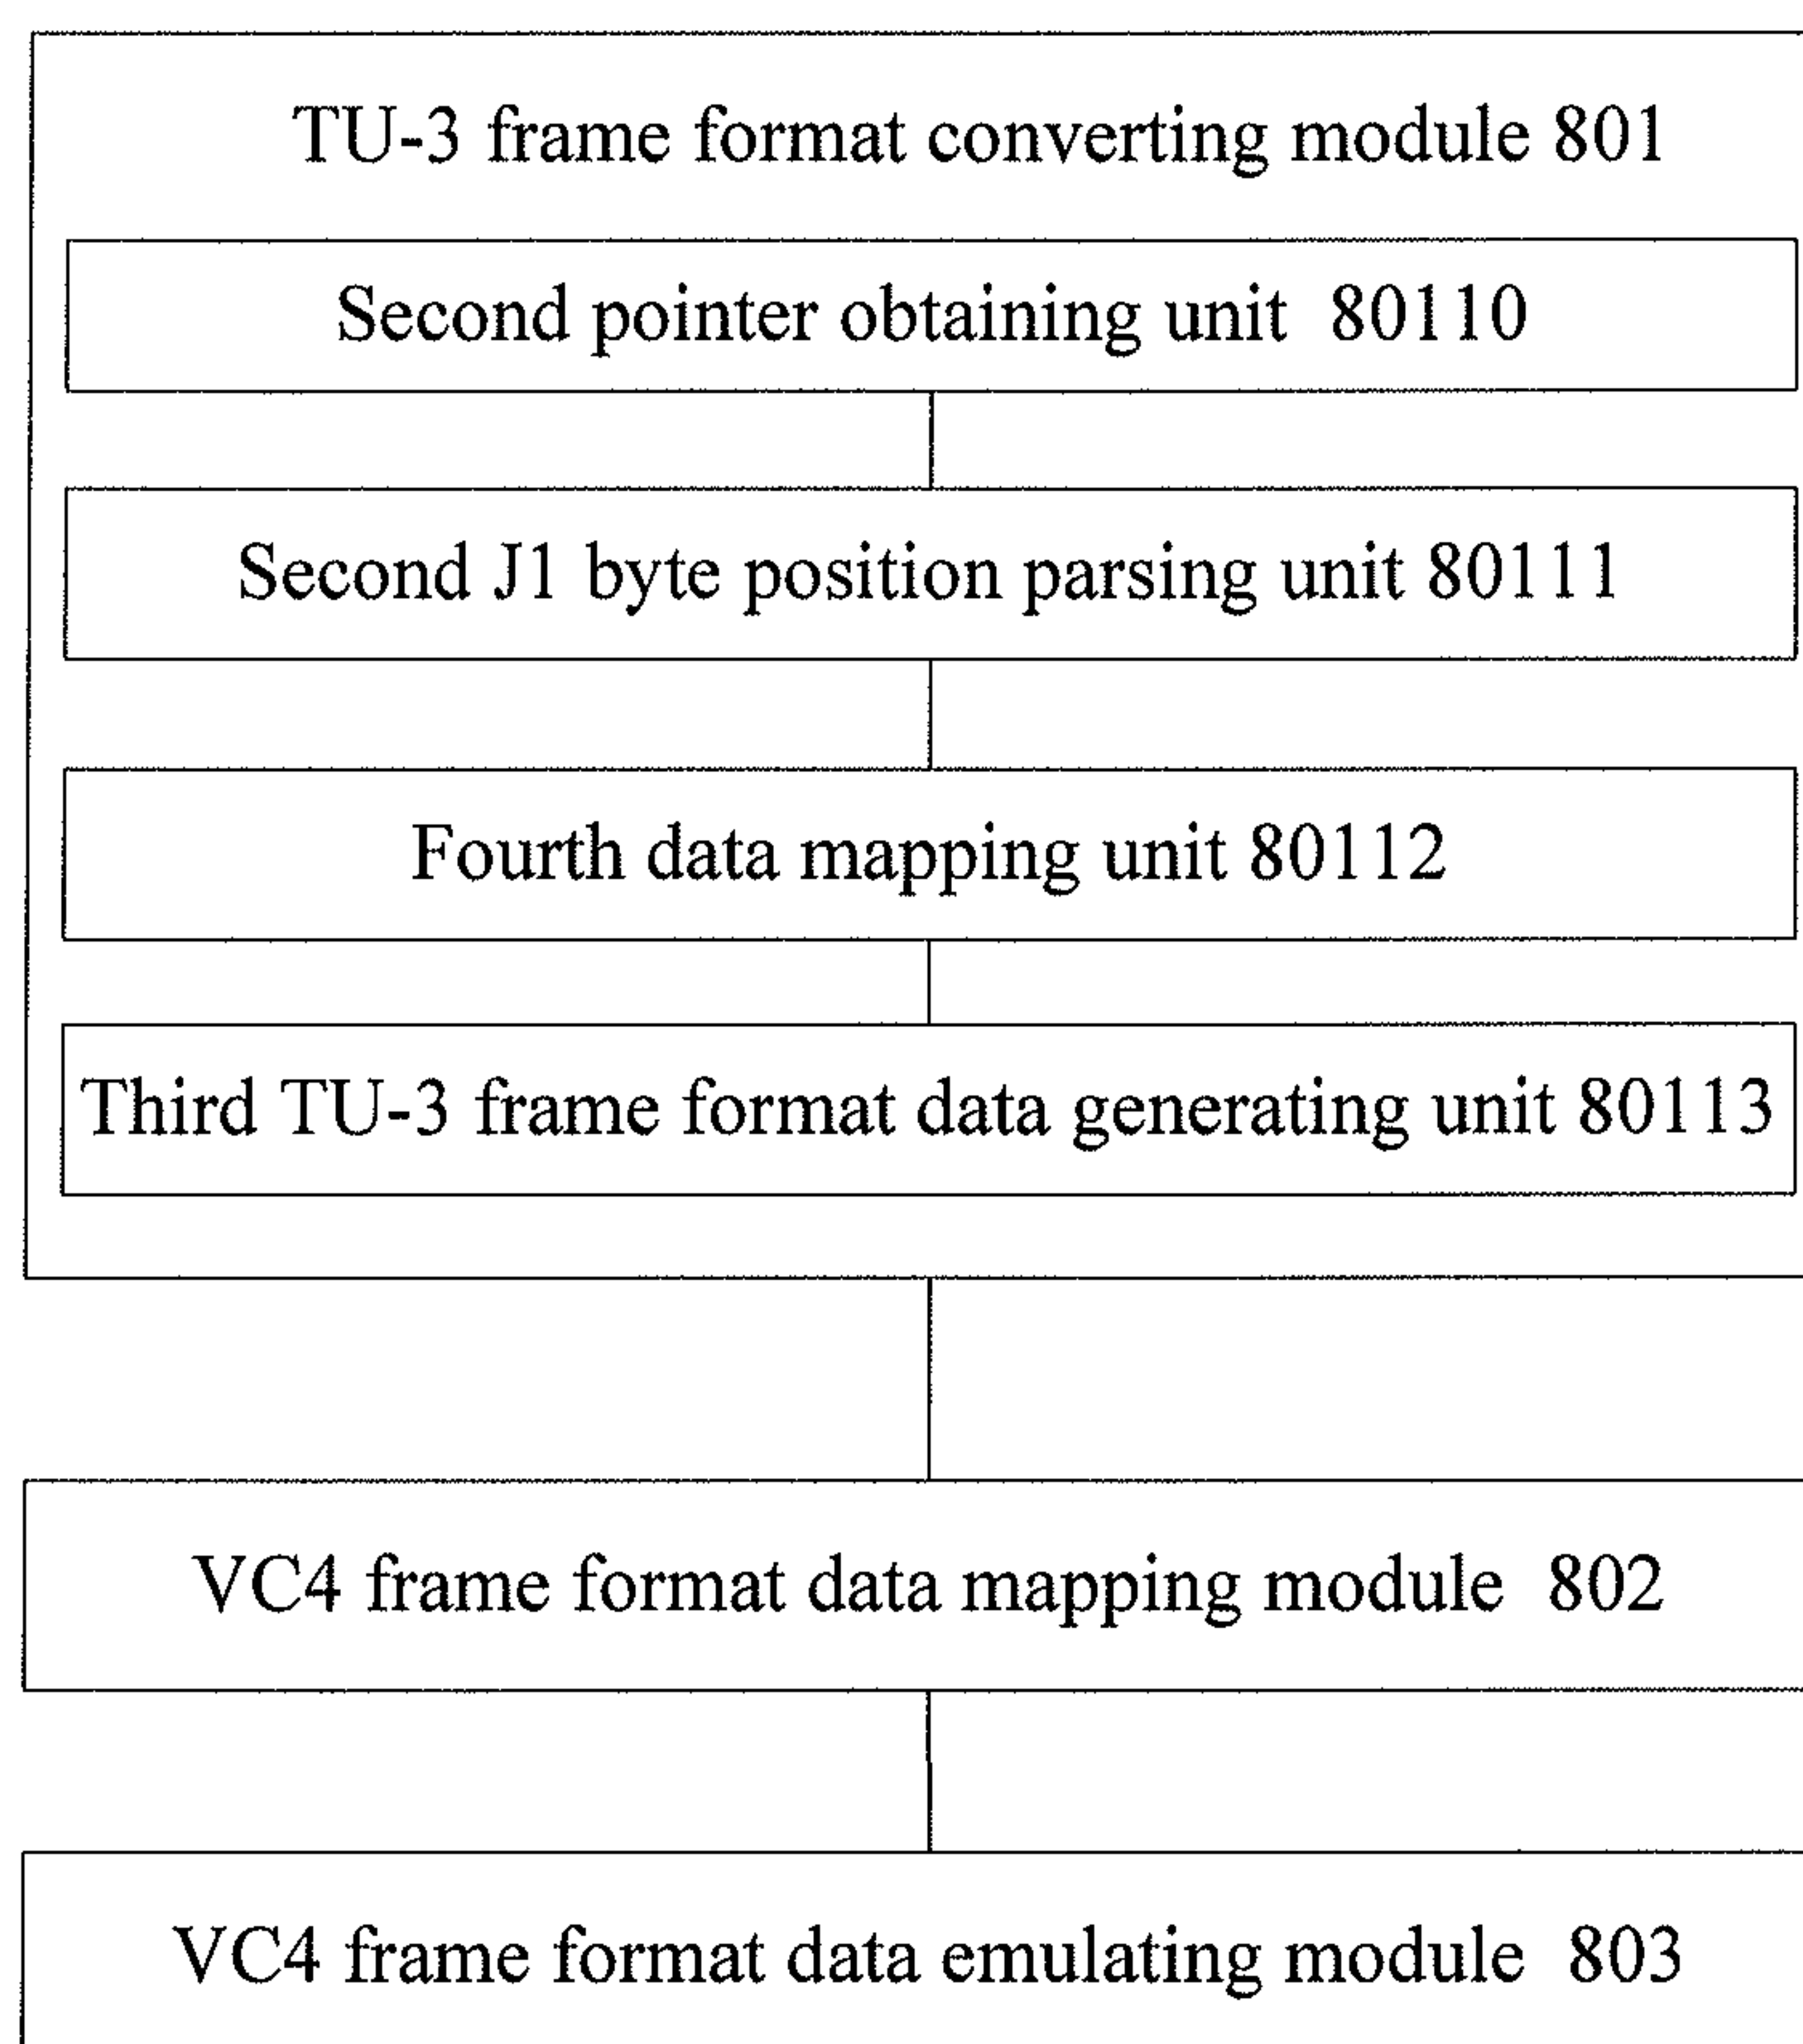 TU-3 frame format converting module 801
Second pointer obtaining unit 80110
Second J1 byte position parsing unit 80111
Fourth data mapping unit 80112
Third TU-3 frame format data generating unit 80113
VC4 frame format data mapping module 802
VC4 frame format data emulating module 803